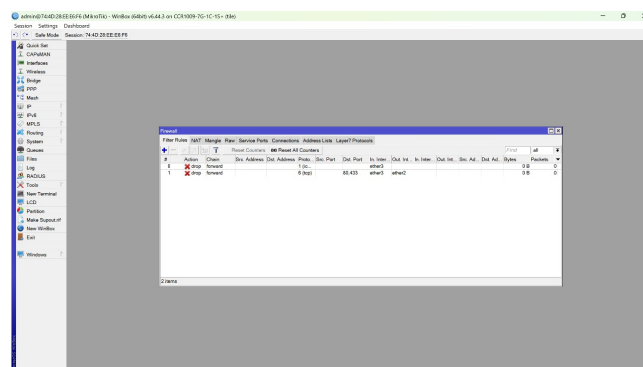 admin@74:4D:28:EE:E6:F6 (MikroTik) - WinBox (64bit) v6.44.3 on CCR1009-7G-1C-1S+ (tile)
Session Settings Dashboard
Safe Mode Session: 74:4D:28:EE:E6:F6
Quick Set
CAPsMAN
Interfaces
Wireless
Bridge
PPP
Mesh
IP
IPv6
MPLS
Routing
System
Queues
Files
Log
RADIUS
Tools
New Terminal
LCD
Partition
Make Supout.rif
New WinBox
Exit
Windows
Firewall
Filter Rules NAT Mangle Raw Service Ports Connections Address Lists Layer7 Protocols
Reset Counters 00 Reset All Counters Find all
# Action Chain Src. Address Dst. Address Proto... Src. Port Dst. Port In. Inter... Out. Int... In. Inter... Out. Int... Src. Ad... Dst. Ad... Bytes Packets
0 drop forward 1 (ic... ether3 0 B 0
1 drop forward 6 (tcp) 80,433 ether3 ether2 0 B 0
2 items